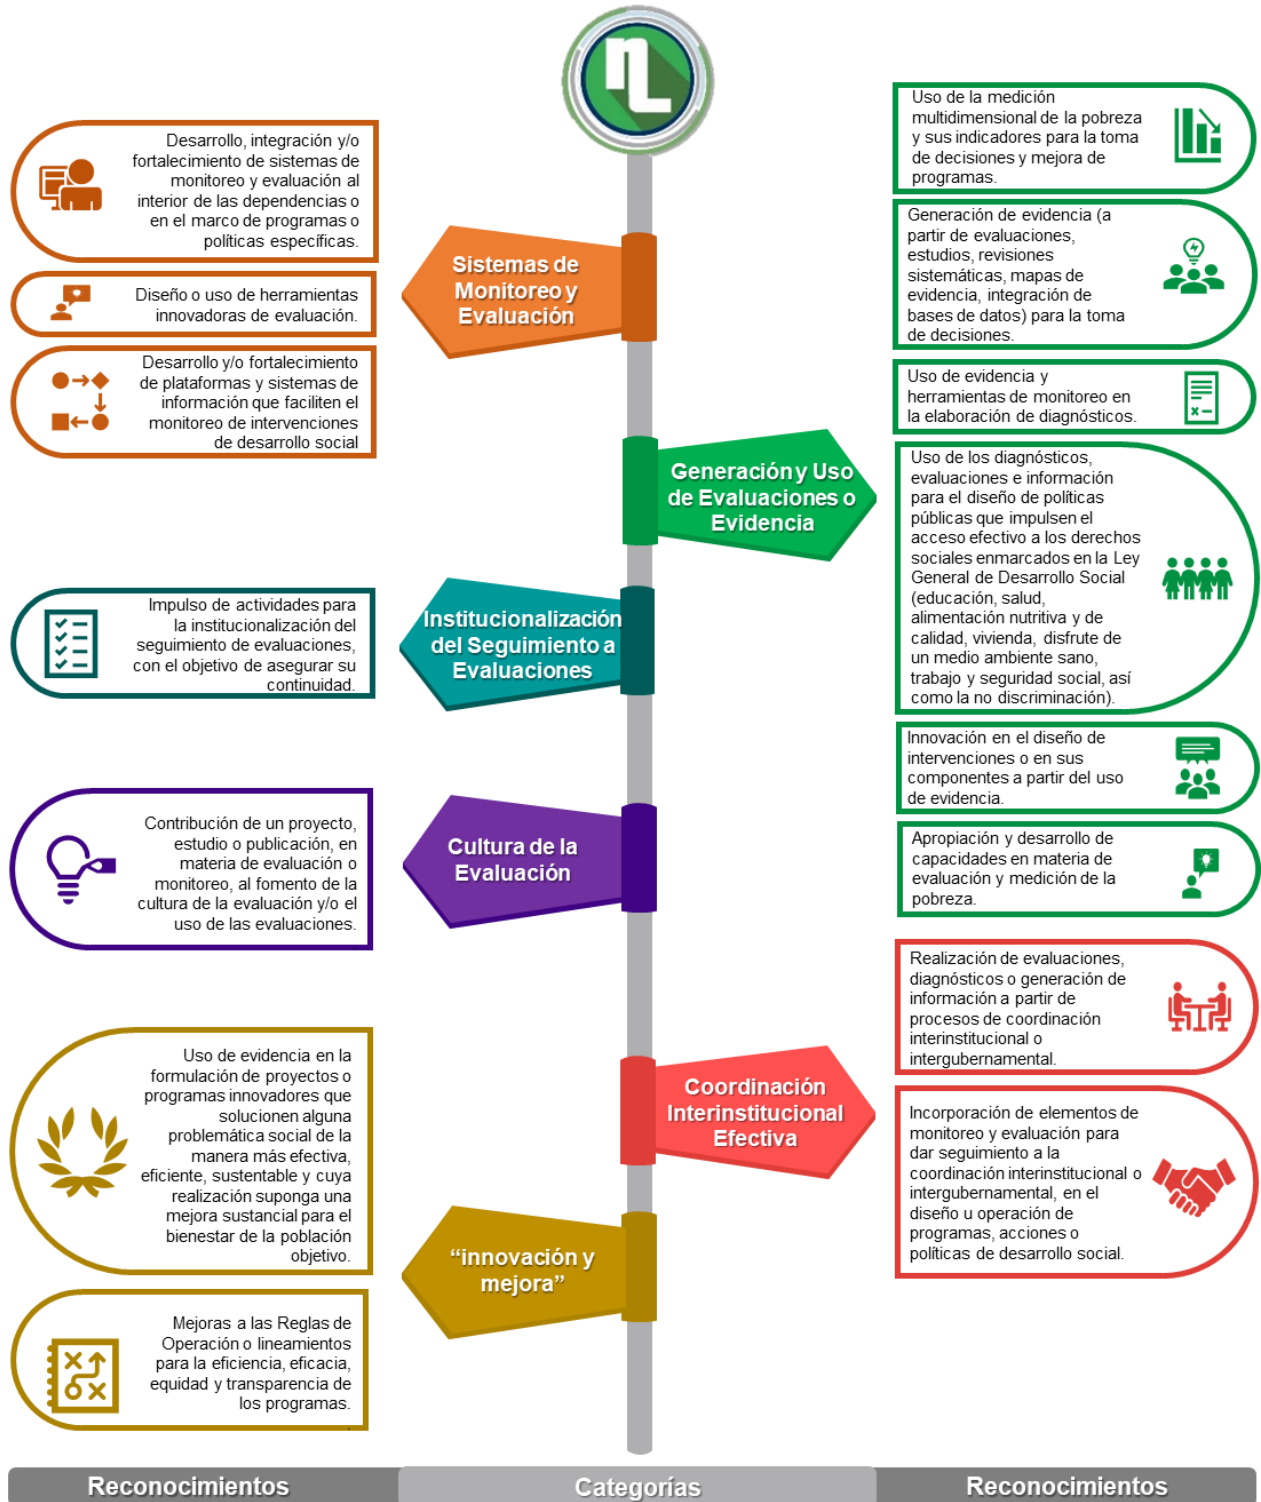 nL
Desarrollo, integración y/o
fortalecimiento de sistemas de
monitoreo y evaluación al
interior de las dependencias o
en el marco de programas o
políticas específicas.
Diseño o uso de herramientas
innovadoras de evaluación.
Desarrollo y/o fortalecimiento
de plataformas y sistemas de
información que faciliten el
monitoreo de intervenciones
de desarrollo social
Sistemas de
Monitoreo y
Evaluación
Uso de la medición
multidimensional de la pobreza
y sus indicadores para la toma
de decisiones y mejora de
programas.
Generación de evidencia (a
partir de evaluaciones,
estudios, revisiones
sistemáticas, mapas de
evidencia, integración de
bases de datos) para la toma
de decisiones.
Uso de evidencia y
herramientas de monitoreo en
la elaboración de diagnósticos.
Uso de los diagnósticos,
evaluaciones e información
para el diseño de políticas
públicas que impulsen el
acceso efectivo a los derechos
sociales enmarcados en la Ley
General de Desarrollo Social
(educación, salud,
alimentación nutritiva y de
calidad, vivienda, disfrute de
un medio ambiente sano,
trabajo y seguridad social, así
como la no discriminación).
Innovación en el diseño de
intervenciones o en sus
componentes a partir del uso
de evidencia.
Apropiación y desarrollo de
capacidades en materia de
evaluación y medición de la
pobreza.
Generación y Uso
de Evaluaciones o
Evidencia
Impulso de actividades para
la institucionalización del
seguimiento de evaluaciones,
con el objetivo de asegurar su
continuidad.
Institucionalización
del Seguimiento a
Evaluaciones
Contribución de un proyecto,
estudio o publicación, en
materia de evaluación o
monitoreo, al fomento de la
cultura de la evaluación y/o el
uso de las evaluaciones.
Cultura de la
Evaluación
Realización de evaluaciones,
diagnósticos o generación de
información a partir de
procesos de coordinación
interinstitucional o
intergubernamental.
Incorporación de elementos de
monitoreo y evaluación para
dar seguimiento a la
coordinación interinstitucional o
intergubernamental, en el
diseño u operación de
programas, acciones o
políticas de desarrollo social.
Coordinación
Interinstitucional
Efectiva
Uso de evidencia en la
formulación de proyectos o
programas innovadores que
solucionen alguna
problemática social de la
manera más efectiva,
eficiente, sustentable y cuya
realización suponga una
mejora sustancial para el
bienestar de la población
objetivo.
Mejoras a las Reglas de
Operación o lineamientos
para la eficiencia, eficacia,
equidad y transparencia de
los programas.
.
“innovación y
mejora”
Reconocimientos
Categorías
Reconocimientos